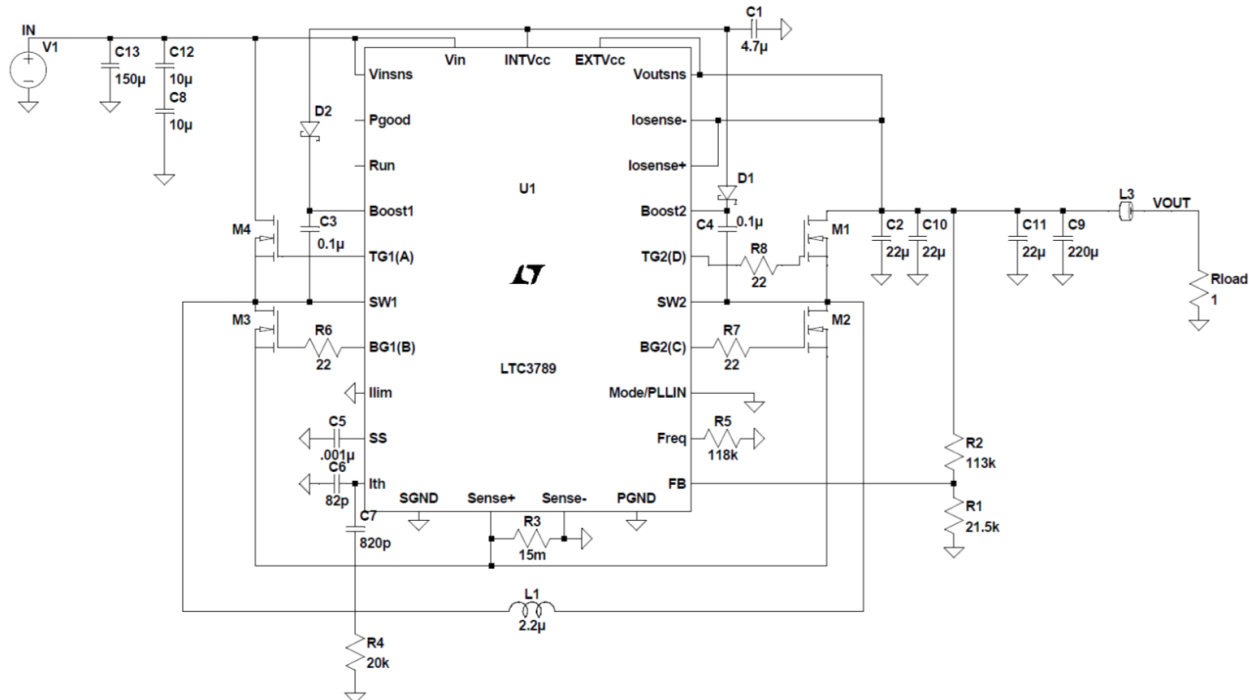 IN
V1
C13
150µ
C12
10µ
C8
10µ
C1
4.7µ
Vin
INTVcc
EXTVcc
Vinsns
Voutsns
D2
Pgood
Iosense-
Run
Iosense+
U1
D1
Boost1
Boost2
C3
0.1µ
C4
0.1µ
M4
M1
TG1(A)
TG2(D)
R8
22
C2
22µ
C10
22µ
C11
22µ
C9
220µ
L3
VOUT
Rload
1
SW1
SW2
M3
M2
R6
22
BG1(B)
BG2(C)
R7
22
LTC3789
Ilim
Mode/PLLIN
C5
.001µ
SS
Freq
R5
118k
R2
113k
C6
82p
Ith
FB
SGND
Sense+
Sense-
PGND
R1
21.5k
C7
820p
R3
15m
L1
2.2µ
R4
20k